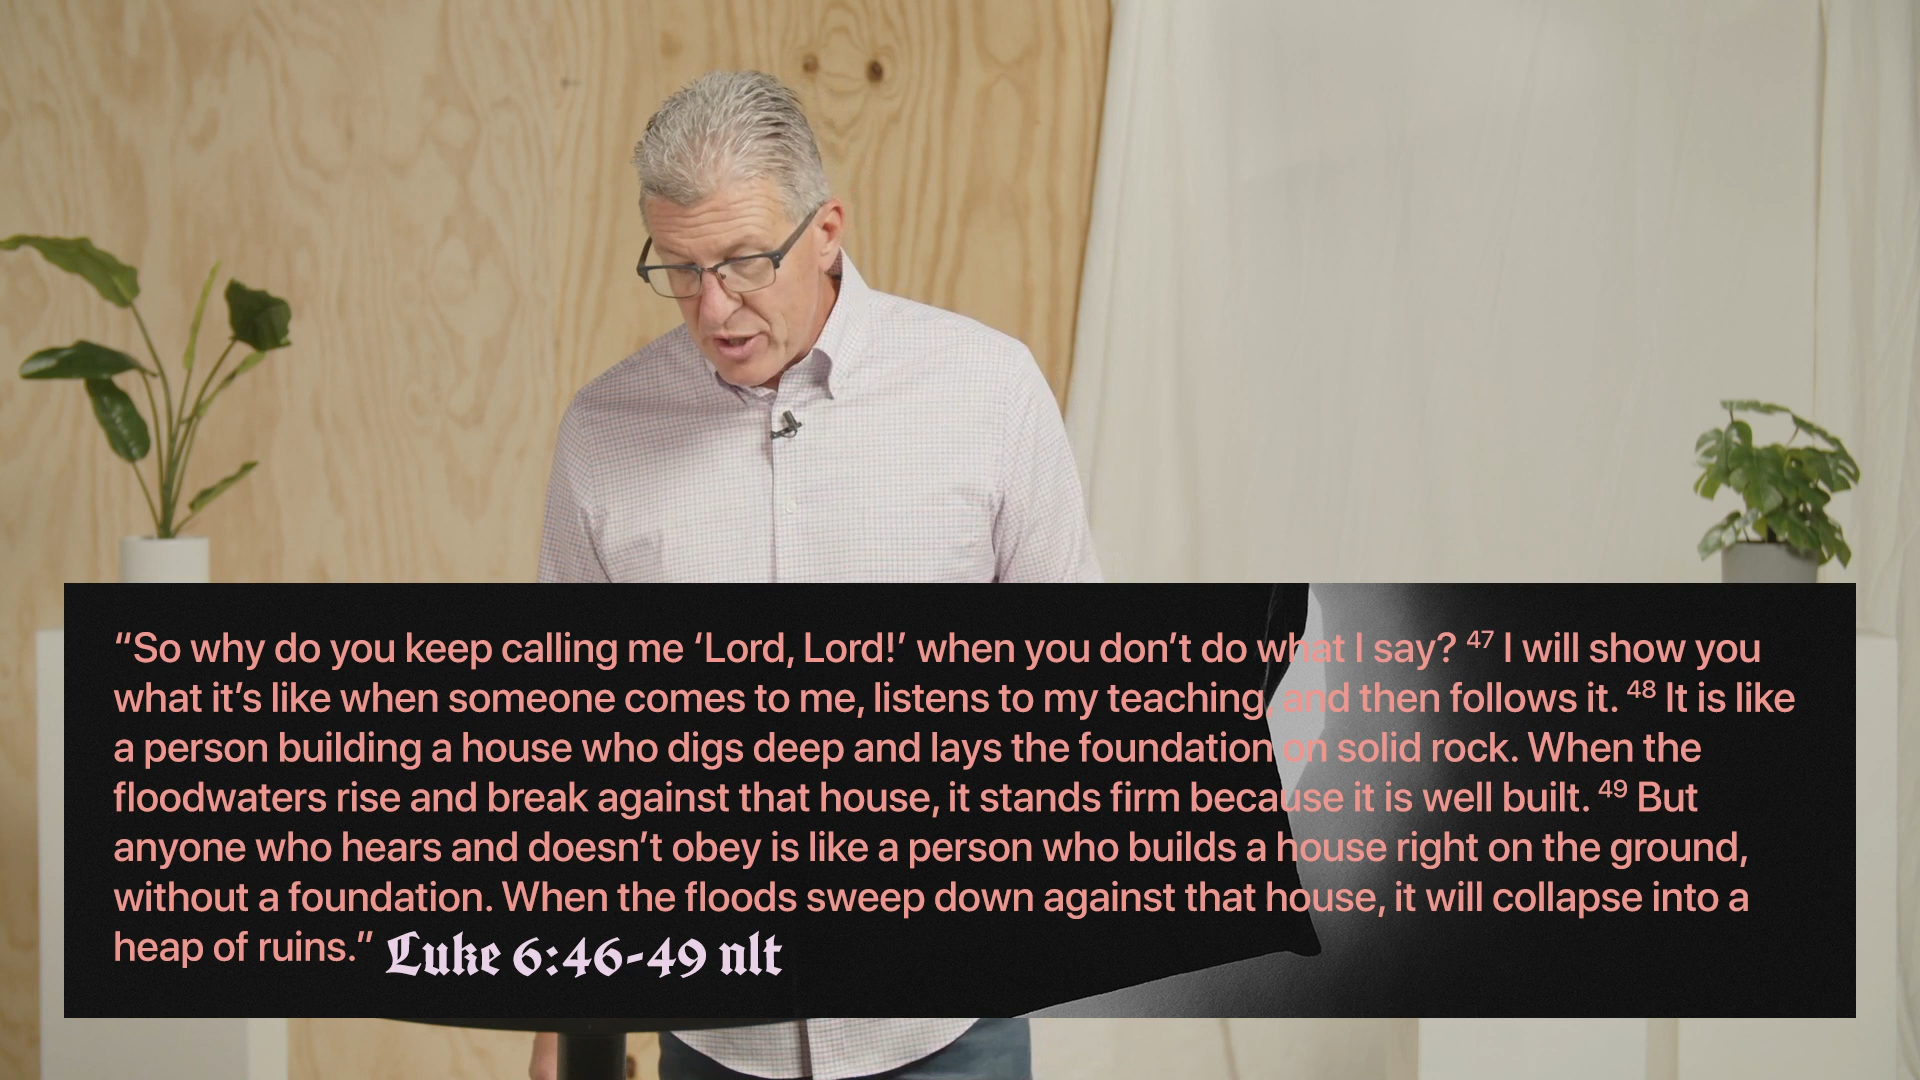 “So why do you keep calling me ‘Lord, Lord!’ when you don’t do what I say? 47 I will show you
what it’s like when someone comes to me, listens to my teaching, and then follows it. 48 It is like
a person building a house who digs deep and lays the foundation on solid rock. When the
floodwaters rise and break against that house, it stands firm because it is well built. 49 But
anyone who hears and doesn’t obey is like a person who builds a house right on the ground,
without a foundation. When the floods sweep down against that house, it will collapse into a
heap of ruins.” Luke 6:46-49 nlt